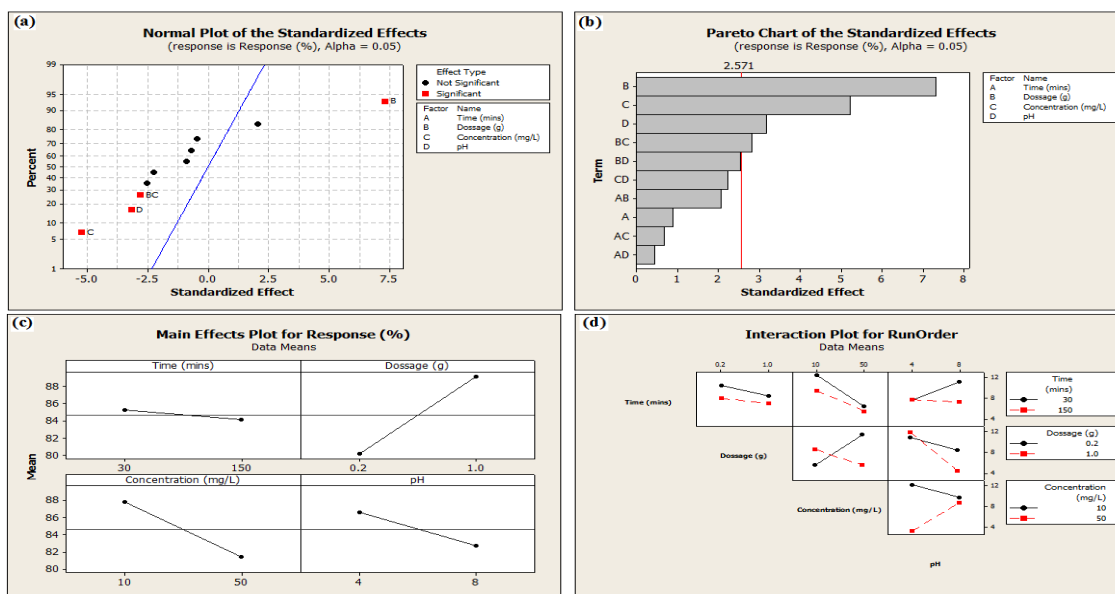 (a)
Normal Plot of the Standardized Effects
(response is Response (%), Alpha = 0.05)
99
95
90
80
70
60
50
40
30
20
10
5
1
Percent
-5.0 -2.5 0.0 2.5 5.0 7.5
Standardized Effect
B
BC
D
C
Effect Type
Not Significant
Significant
Factor Name
A Time (mins)
B Dossage (g)
C Concentration (mg/L)
D pH
(b)
Pareto Chart of the Standardized Effects
(response is Response (%), Alpha = 0.05)
2.571
Term
B
C
D
BC
BD
CD
AB
A
AC
AD
0 1 2 3 4 5 6 7 8
Standardized Effect
Factor Name
A Time (mins)
B Dossage (g)
C Concentration (mg/L)
D pH
(c)
Main Effects Plot for Response (%)
Data Means
Time (mins) Dossage (g)
88
86
84
82
80
30 150 0.2 1.0
Mean
Concentration (mg/L) pH
88
86
84
82
80
10 50 4 8
(d)
Interaction Plot for RunOrder
Data Means
0.2 1.0 10 50 4 8
Time (mins)
12
8
4
Time
(mins)
30
150
Dossage (g)
12
8
4
Dossage (g)
0.2
1.0
Concentration (mg/L)
12
8
4
Concentration
(mg/L)
10
50
pH